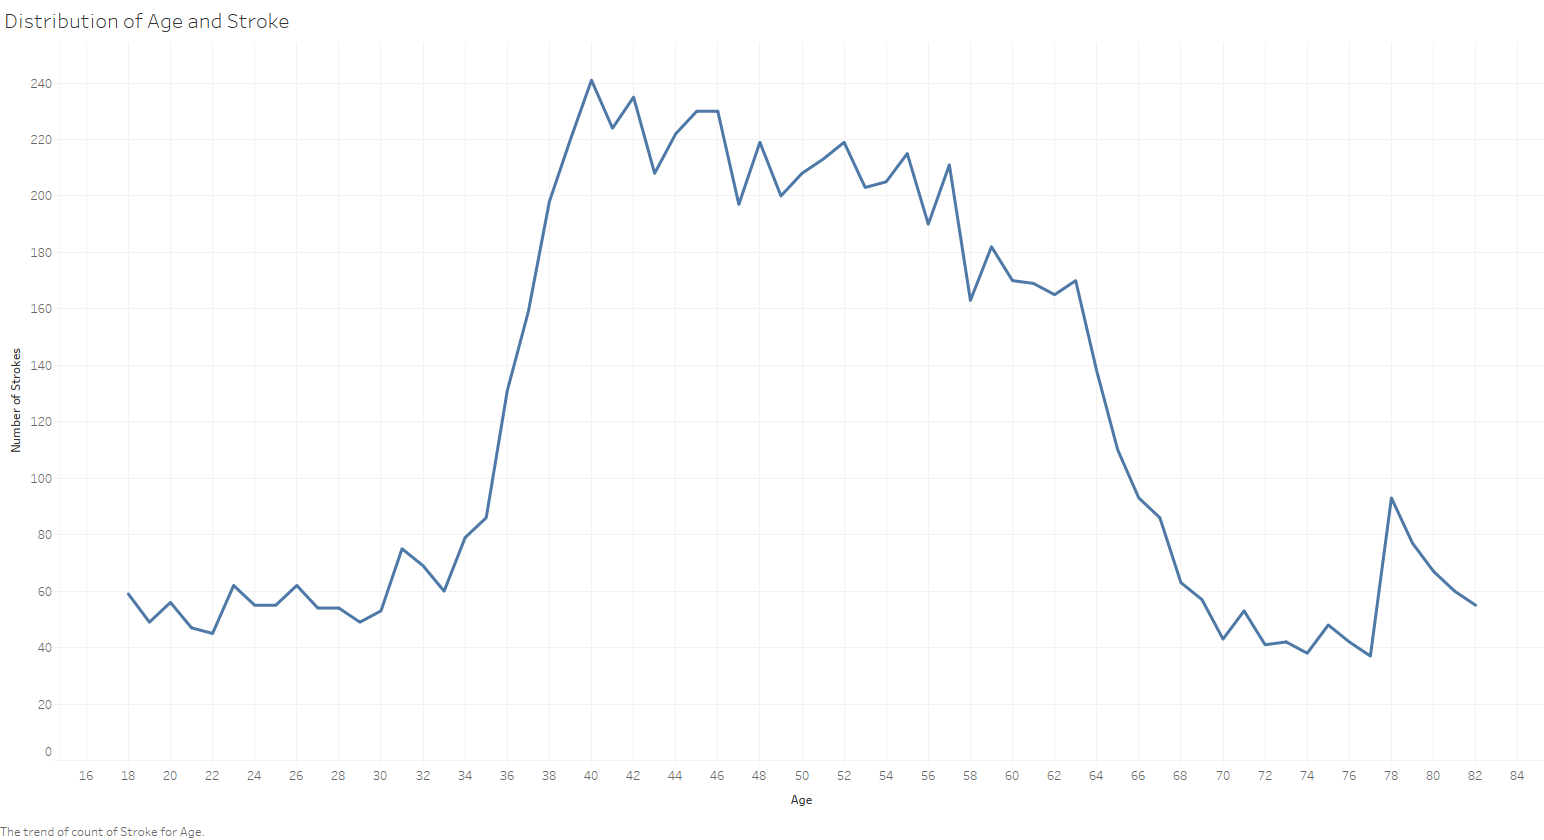 Distribution of Age and Stroke
240
220
200
180
160
140
120
100
80
60
40
20
0
Number of Strokes
16 18 20 22 24 26 28 30 32 34 36 38 40 42 44 46 48 50 52 54 56 58 60 62 64 66 68 70 72 74 76 78 80 82 84
Age
The trend of count of Stroke for Age.